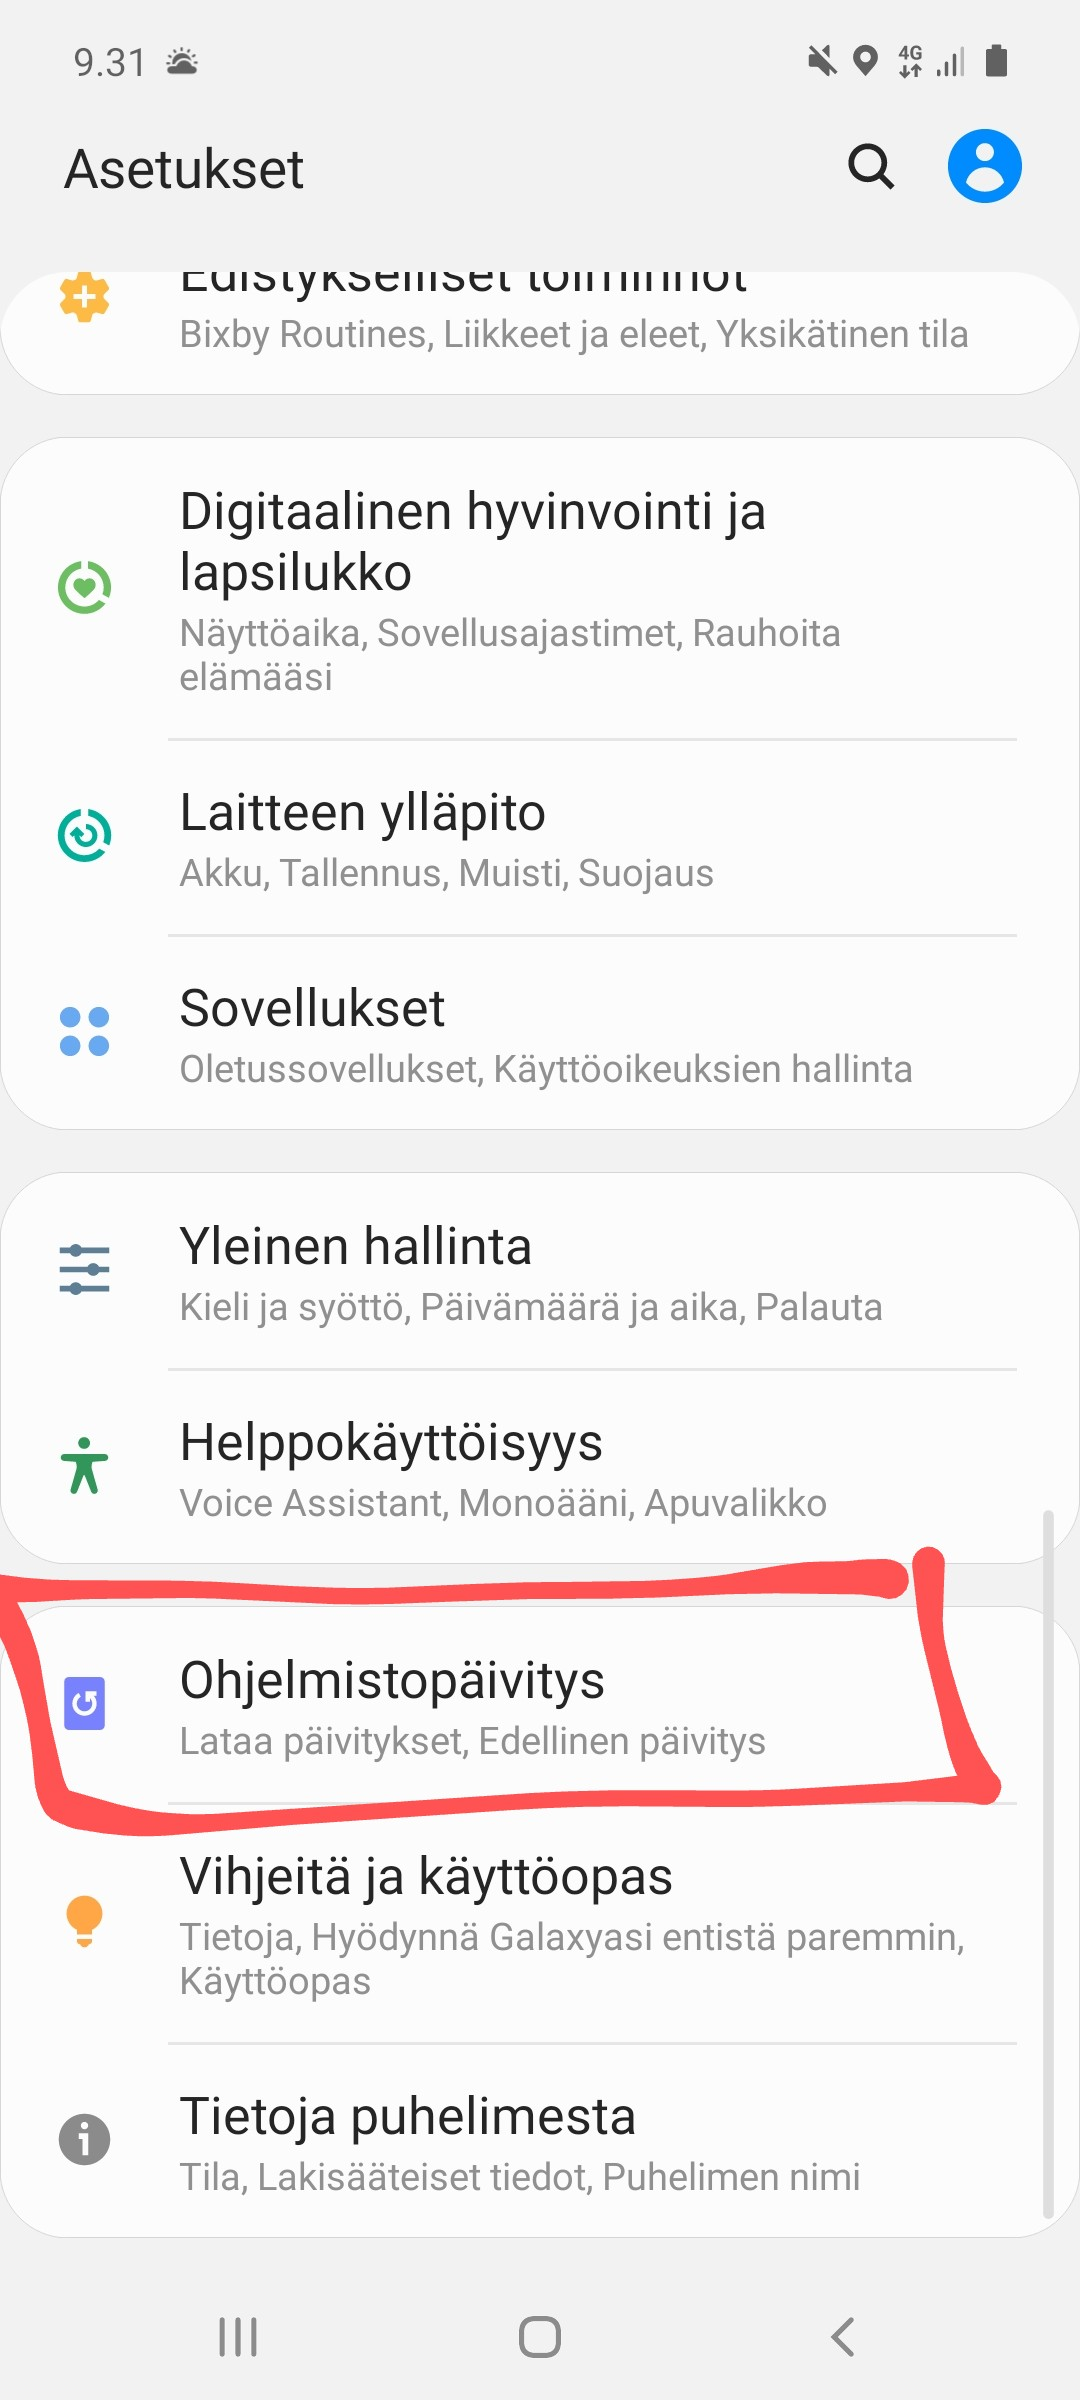 9.31
4G
Asetukset
Edistykselliset toiminnot
Bixby Routines, Liikkeet ja eleet, Yksikätinen tila
Digitaalinen hyvinvointi ja
lapsilukko
Näyttöaika, Sovellusajastimet, Rauhoita
elämääsi
Laitteen ylläpito
Akku, Tallennus, Muisti, Suojaus
Sovellukset
Oletussovellukset, Käyttöoikeuksien hallinta
Yleinen hallinta
Kieli ja syöttö, Päivämäärä ja aika, Palauta
Helppokäyttöisyys
Voice Assistant, Monoääni, Apuvalikko
Ohjelmistopäivitys
Lataa päivitykset, Edellinen päivitys
Vihjeitä ja käyttöopas
Tietoja, Hyödynnä Galaxyasi entistä paremmin,
Käyttöopas
Tietoja puhelimesta
Tila, Lakisääteiset tiedot, Puhelimen nimi